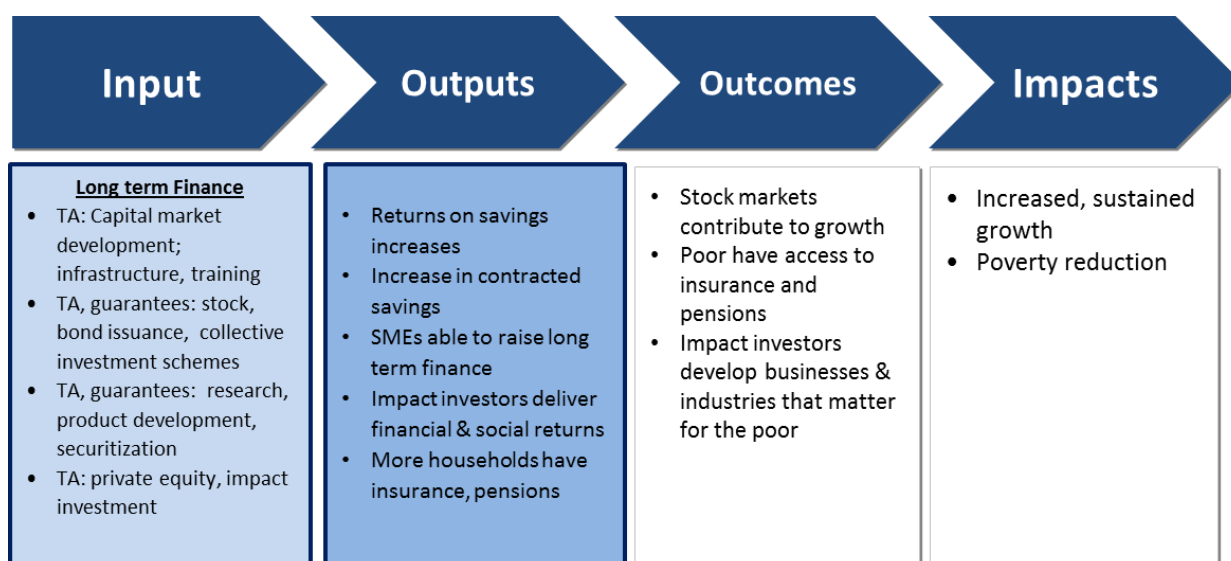 Input
Outputs
Outcomes
Impacts
Long term Finance
• TA: Capital market
development;
infrastructure, training
• TA, guarantees: stock,
bond issuance, collective
investment schemes
• TA, guarantees: research,
product development,
securitization
• TA: private equity, impact
investment
• Returns on savings
increases
• Increase in contracted
savings
• SMEs able to raise long
term finance
• Impact investors deliver
financial & social returns
• More households have
insurance, pensions
• Stock markets
contribute to growth
• Poor have access to
insurance and
pensions
• Impact investors
develop businesses &
industries that matter
for the poor
• Increased, sustained
growth
• Poverty reduction